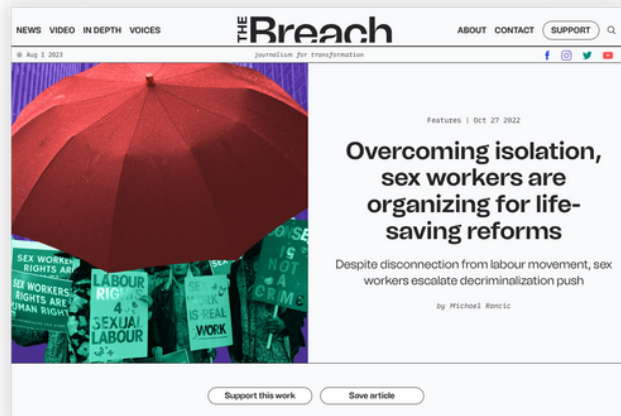 NEWS VIDEO IN DEPTH VOICES
THE Breach
ABOUT CONTACT SUPPORT
Aug 1 2023
journalism for transformation
Features | Oct 27 2022
Overcoming isolation,
sex workers are
organizing for life-
saving reforms
Despite disconnection from labour movement, sex
workers escalate decriminalization push
by Michael Rancic
SEX WORKER
RIGHTS ARE
SEX WORKERS
RIGHTS ARE
HUMAN RIGHTS
LABOUR
RIGHTS
4
SEXUAL
LABOUR
SEX
WORK
IS REAL
WORK
IS
NOT
A
CRIME
Support this work
Save article